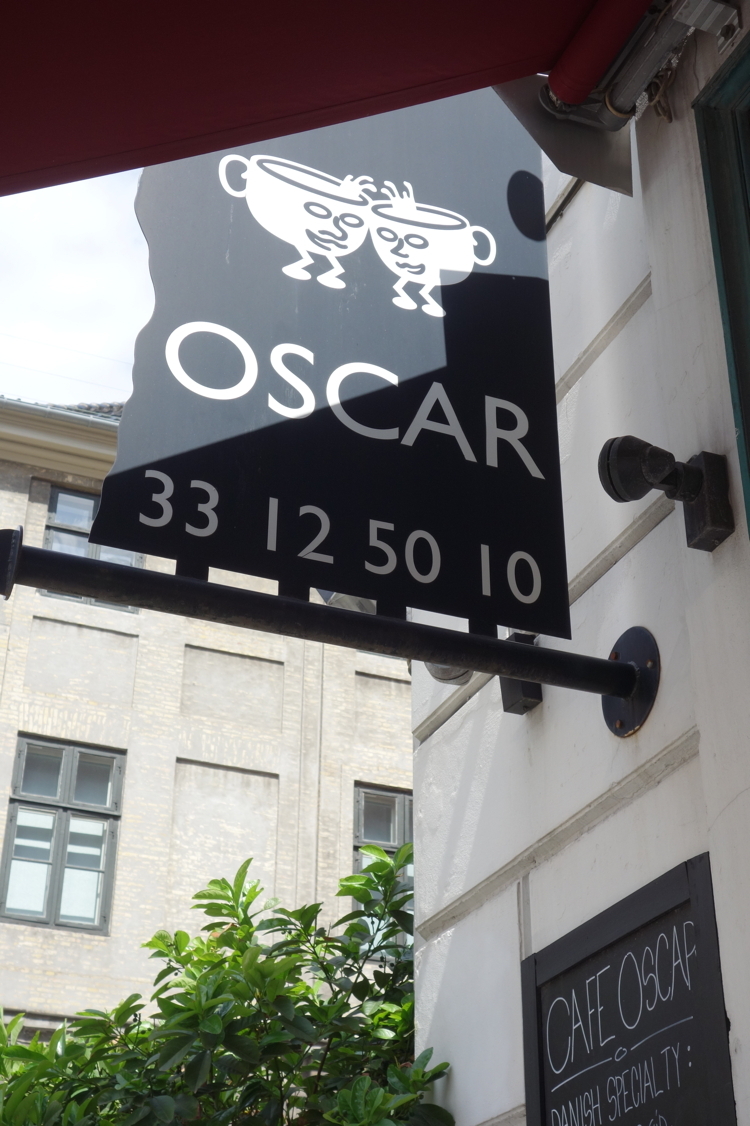 OSCAR
33 12 50 10
CAFE OSCAR
DANISH SPECIALTY: